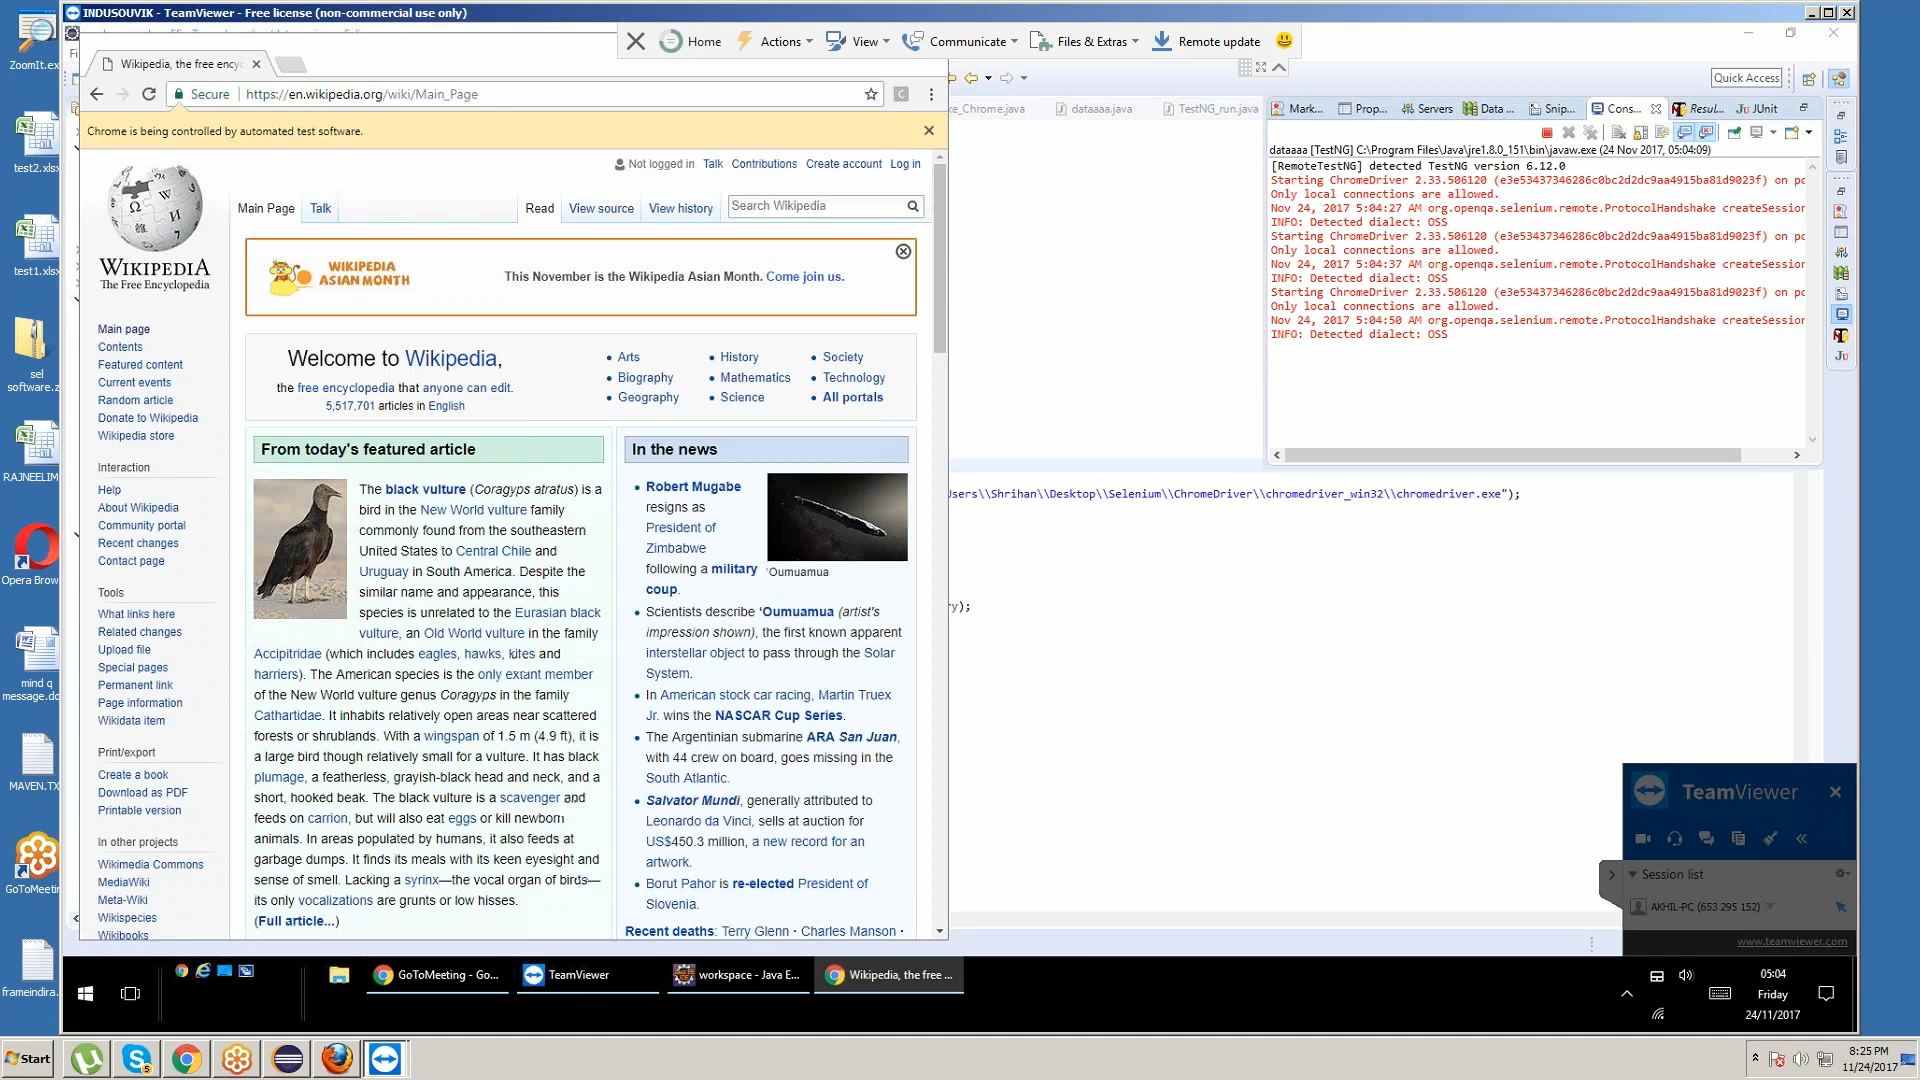 INDUSOUVIK - TeamViewer - Free license (non-commercial use only)
Home
Actions
View
Communicate
Files & Extras
Remote update
Wikipedia, the free ency
Secure
https://en.wikipedia.org/wiki/Main_Page
Chrome is being controlled by automated test software.
Quick Access
ke_Chrome.java
dataaaa.java
TestNG_run.java
Mark...
Prop...
Servers
Data ...
Snip...
Cons...
Resul...
JUnit
dataaaa [TestNG] C:\Program Files\Java\jre1.8.0_151\bin\javaw.exe (24 Nov 2017, 05:04:09)
[RemoteTestNG] detected TestNG version 6.12.0
Starting ChromeDriver 2.33.506120 (e3e53437346286c0bc2d2dc9aa4915ba81d9023f) on po
Only local connections are allowed.
Nov 24, 2017 5:04:27 AM org.openqa.selenium.remote.ProtocolHandshake createSession
INFO: Detected dialect: OSS
Starting ChromeDriver 2.33.506120 (e3e53437346286c0bc2d2dc9aa4915ba81d9023f) on po
Only local connections are allowed.
Nov 24, 2017 5:04:37 AM org.openqa.selenium.remote.ProtocolHandshake createSession
INFO: Detected dialect: OSS
Starting ChromeDriver 2.33.506120 (e3e53437346286c0bc2d2dc9aa4915ba81d9023f) on po
Only local connections are allowed.
Nov 24, 2017 5:04:50 AM org.openqa.selenium.remote.ProtocolHandshake createSession
INFO: Detected dialect: OSS
Not logged in
Talk
Contributions
Create account
Log in
Main Page
Talk
Read
View source
View history
Search Wikipedia
WIKIPEDIA
The Free Encyclopedia
WIKIPEDIA
ASIAN MONTH
This November is the Wikipedia Asian Month. Come join us.
Main page
Contents
Featured content
Current events
Random article
Donate to Wikipedia
Wikipedia store
Interaction
Help
About Wikipedia
Community portal
Recent changes
Contact page
Tools
What links here
Related changes
Upload file
Special pages
Permanent link
Page information
Wikidata item
Print/export
Create a book
Download as PDF
Printable version
In other projects
Wikimedia Commons
MediaWiki
Meta-Wiki
Wikispecies
Wikibooks
Welcome to Wikipedia,
the free encyclopedia that anyone can edit.
5,517,701 articles in English
Arts
Biography
Geography
History
Mathematics
Science
Society
Technology
All portals
From today's featured article
The black vulture (Coragyps atratus) is a
bird in the New World vulture family
commonly found from the southeastern
United States to Central Chile and
Uruguay in South America. Despite the
similar name and appearance, this
species is unrelated to the Eurasian black
vulture, an Old World vulture in the family
Accipitridae (which includes eagles, hawks, kites and
harriers). The American species is the only extant member
of the New World vulture genus Coragyps in the family
Cathartidae. It inhabits relatively open areas near scattered
forests or shrublands. With a wingspan of 1.5 m (4.9 ft), it is
a large bird though relatively small for a vulture. It has black
plumage, a featherless, grayish-black head and neck, and a
short, hooked beak. The black vulture is a scavenger and
feeds on carrion, but will also eat eggs or kill newborn
animals. In areas populated by humans, it also feeds at
garbage dumps. It finds its meals with its keen eyesight and
sense of smell. Lacking a syrinx—the vocal organ of birds—
its only vocalizations are grunts or low hisses.
(Full article...)
In the news
Robert Mugabe
resigns as
President of
Zimbabwe
following a military
coup.
ʻOumuamua
Scientists describe ʻOumuamua (artist's
impression shown), the first known apparent
interstellar object to pass through the Solar
System.
In American stock car racing, Martin Truex
Jr. wins the NASCAR Cup Series.
The Argentinian submarine ARA San Juan,
with 44 crew on board, goes missing in the
South Atlantic.
Salvator Mundi, generally attributed to
Leonardo da Vinci, sells at auction for
US$450.3 million, a new record for an
artwork.
Borut Pahor is re-elected President of
Slovenia.
Recent deaths: Terry Glenn · Charles Manson ·
Jsers\\Shrihan\\Desktop\\Selenium\\ChromeDriver\\chromedriver_win32\\chromedriver.exe");
ry);
TeamViewer
Session list
AKHIL-PC (653 295 152)
www.teamviewer.com
GoToMeeting - Go...
TeamViewer
workspace - Java E...
Wikipedia, the free ...
05:04
Friday
24/11/2017
ZoomIt.ex
test2.xlsx
test1.xlsx
sel
software.z
RAJNEELIM
Opera Brow
mind q
message.do
MAVEN.TX
GoToMeeti
frameindira.
Start
8:25 PM
11/24/2017